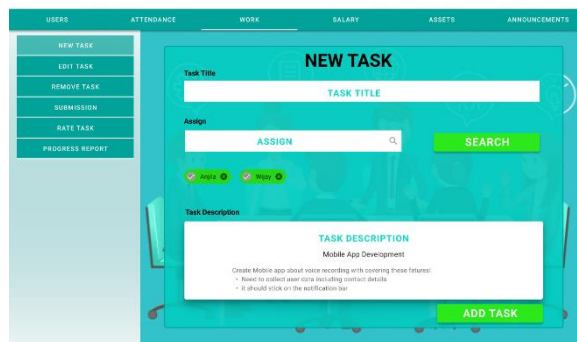 USERS ATTENDANCE WORK SALARY ASSETS ANNOUNCEMENTS
NEW TASK
EDIT TASK
REMOVE TASK
SUBMISSION
RATE TASK
PROGRESS REPORT
NEW TASK
Task Title
TASK TITLE
Assign
ASSIGN
SEARCH
Anjila Wijay
Task Description
TASK DESCRIPTION
Mobile App Development
Create Mobile app about voice recording with covering these fetures:
• Need to collect user data including contact details
• It should stick on the notification bar
ADD TASK